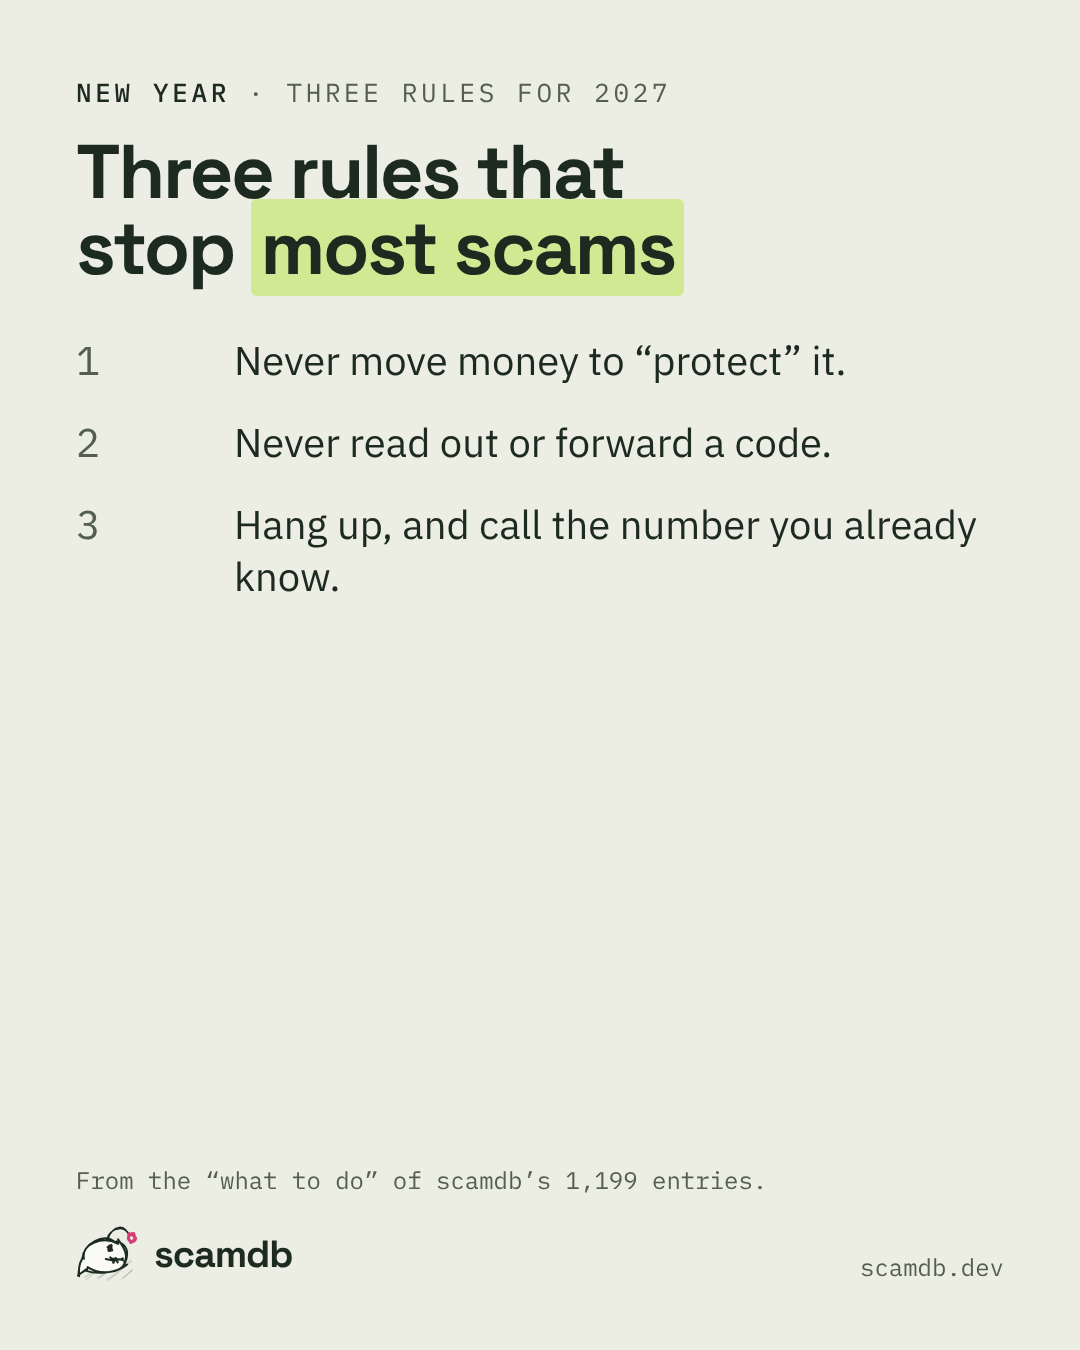 NEW YEAR · THREE RULES FOR 2027
Three rules that
stop most scams
1 Never move money to “protect” it.
2 Never read out or forward a code.
3 Hang up, and call the number you already
know.
From the “what to do” of scamdb’s 1,199 entries.
scamdb
scamdb.dev